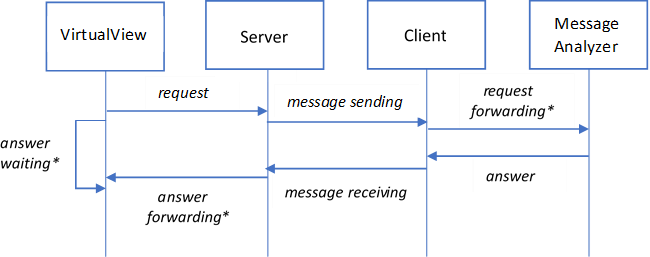 VirtualView
Server
Client
Message
Analyzer
request
message sending
request
forwarding*
answer
waiting*
answer
forwarding*
message receiving
answer